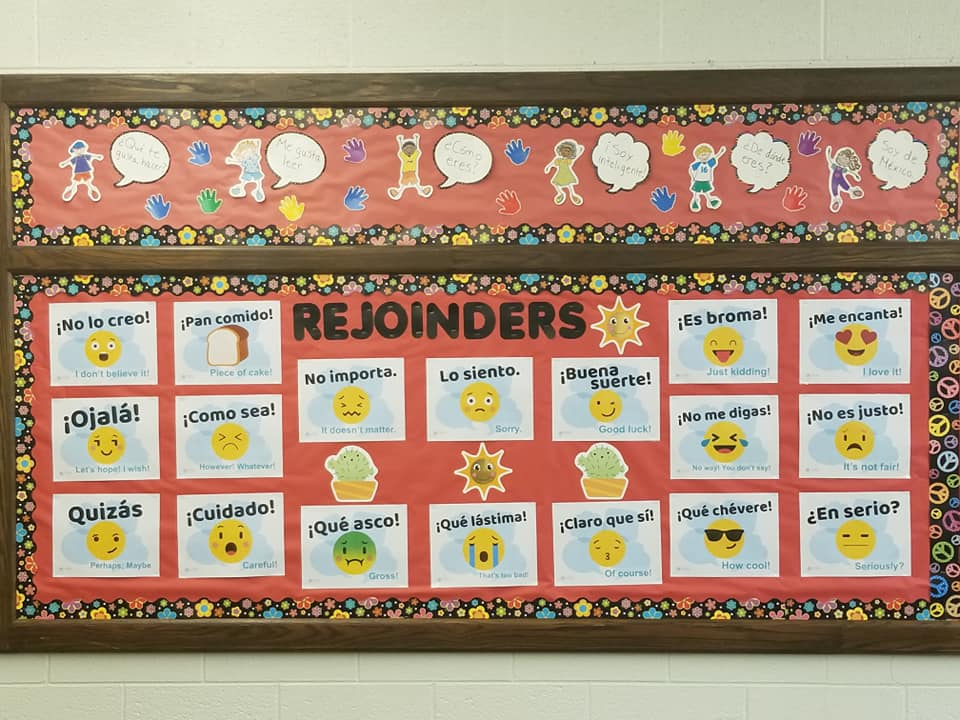 ¿Qué te
gusta hacer?
Me gusta
leer
¿Cómo
eres?
¡Soy
inteligente!
¿De dónde
eres?
Soy de
México.
REJOINDERS
¡No lo creo!
I don't believe it!
¡Pan comido!
Piece of cake!
¡Es broma!
Just kidding!
¡Me encanta!
I love it!
No importa.
It doesn't matter.
Lo siento.
Sorry.
¡Buena
suerte!
Good luck!
¡Ojalá!
Let's hope! I wish!
¡Como sea!
However! Whatever!
¡No me digas!
No way! You don't say!
¡No es justo!
It's not fair!
Quizás
Perhaps; Maybe
¡Cuidado!
Careful!
¡Qué asco!
Gross!
¡Qué lástima!
That's too bad!
¡Claro que sí!
Of course!
¡Qué chévere!
How cool!
¿En serio?
Seriously?